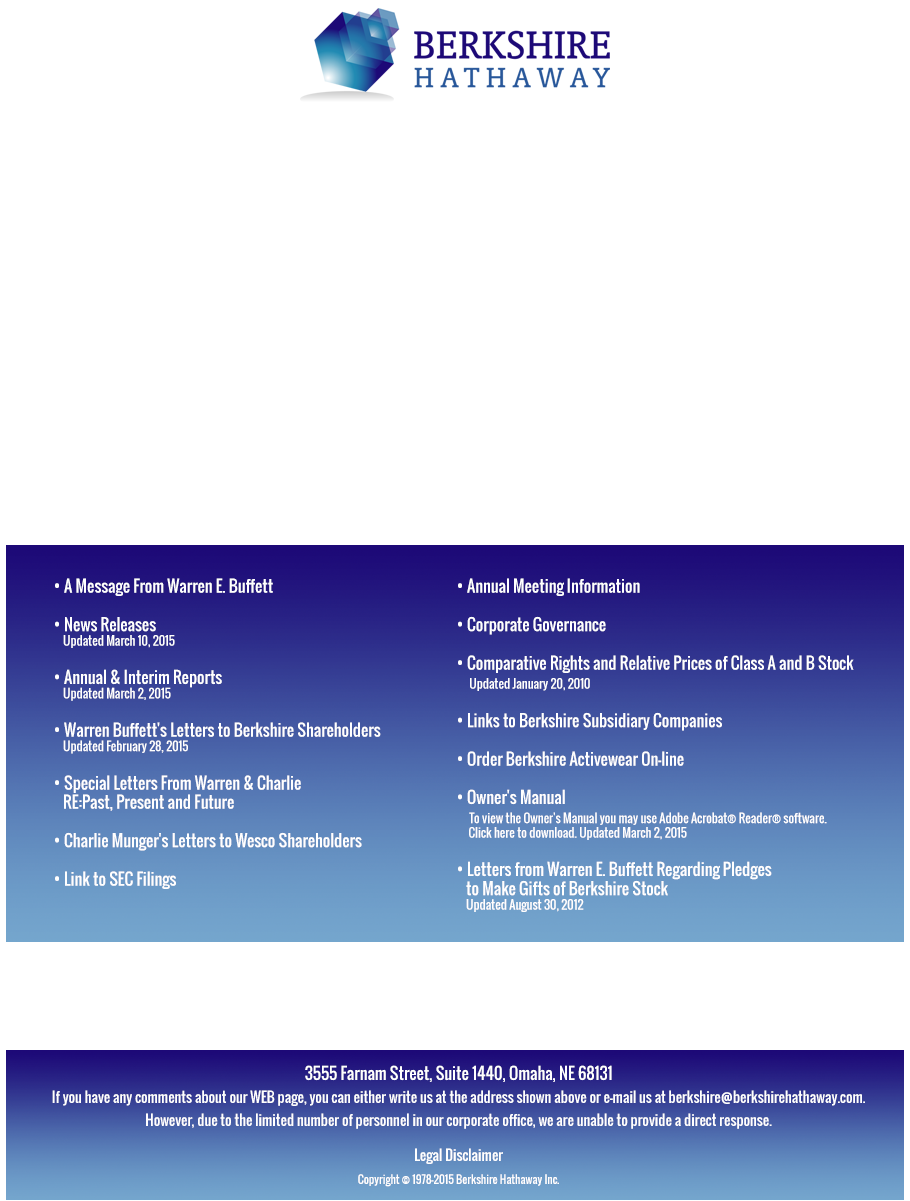 BERKSHIRE
HATHAWAY
• A Message From Warren E. Buffett
• News Releases
Updated March 10, 2015
• Annual & Interim Reports
Updated March 2, 2015
• Warren Buffett's Letters to Berkshire Shareholders
Updated February 28, 2015
• Special Letters From Warren & Charlie
RE:Past, Present and Future
• Charlie Munger's Letters to Wesco Shareholders
• Link to SEC Filings
• Annual Meeting Information
• Corporate Governance
• Comparative Rights and Relative Prices of Class A and B Stock
Updated January 20, 2010
• Links to Berkshire Subsidiary Companies
• Order Berkshire Activewear On-line
• Owner's Manual
To view the Owner's Manual you may use Adobe Acrobat® Reader® software.
Click here to download. Updated March 2, 2015
• Letters from Warren E. Buffett Regarding Pledges
to Make Gifts of Berkshire Stock
Updated August 30, 2012
3555 Farnam Street, Suite 1440, Omaha, NE 68131
If you have any comments about our WEB page, you can either write us at the address shown above or e-mail us at berkshire@berkshirehathaway.com.
However, due to the limited number of personnel in our corporate office, we are unable to provide a direct response.
Legal Disclaimer
Copyright © 1978-2015 Berkshire Hathaway Inc.